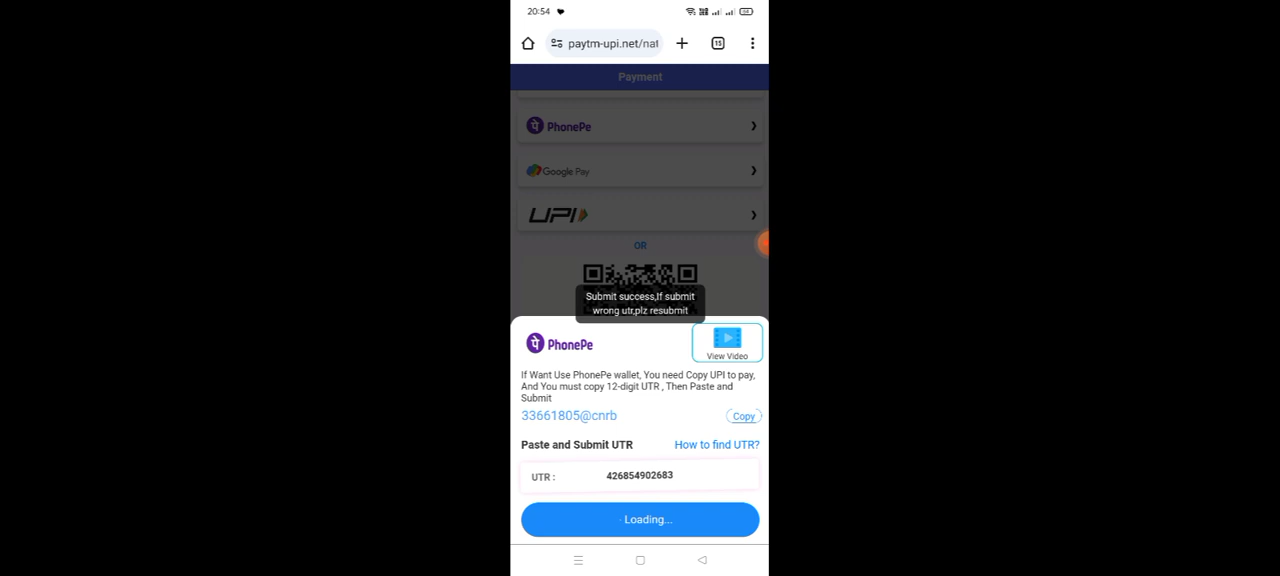 20:54
paytm-upi.net/nat
15
Payment
पे PhonePe
Google Pay
UPI
OR
Submit success,If submit
wrong utr,plz resubmit
पे PhonePe
View Video
If Want Use PhonePe wallet, You need Copy UPI to pay,
And You must copy 12-digit UTR , Then Paste and
Submit
33661805@cnrb
Copy
Paste and Submit UTR
How to find UTR?
UTR :
426854902683
Loading...